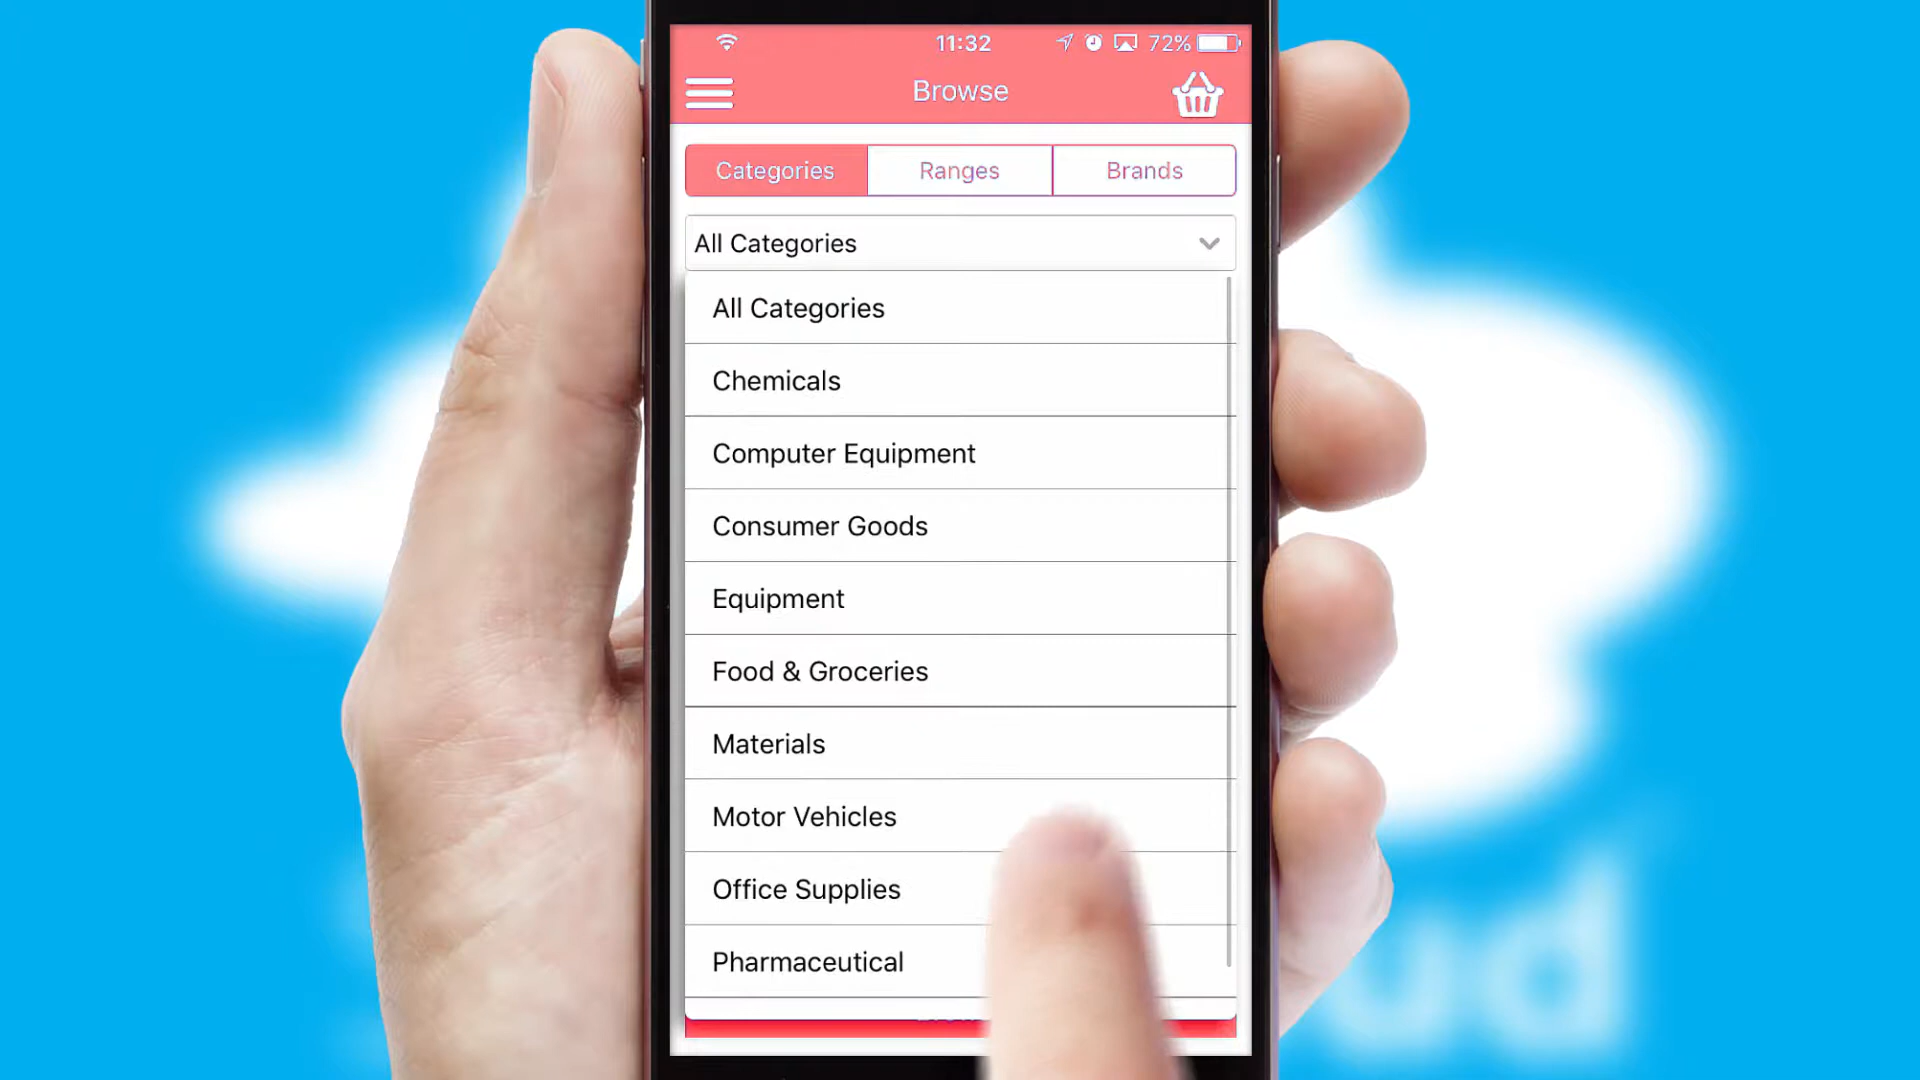 11:32
72%
Browse
Categories
Ranges
Brands
All Categories
All Categories
Chemicals
Computer Equipment
Consumer Goods
Equipment
Food & Groceries
Materials
Motor Vehicles
Office Supplies
Pharmaceutical
ud